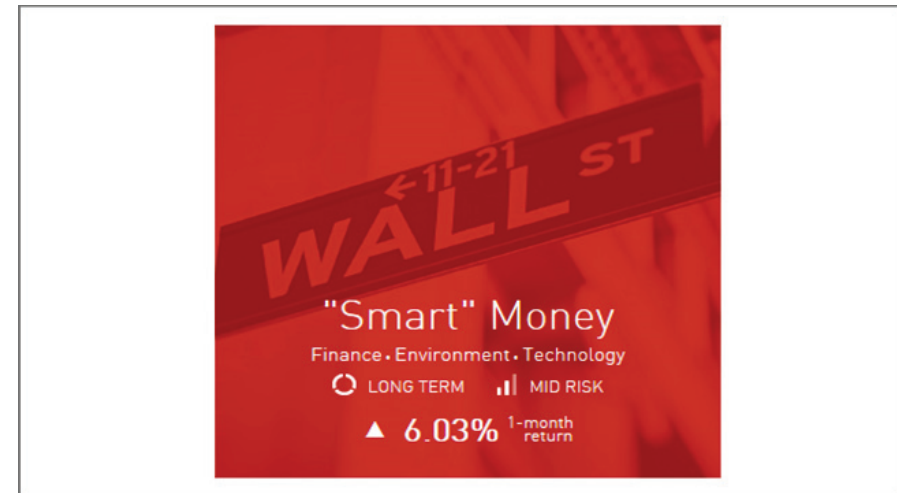 ←11-21
WALL ST
"Smart" Money
Finance • Environment • Technology
LONG TERM MID RISK
▲ 6.03% 1-month
return